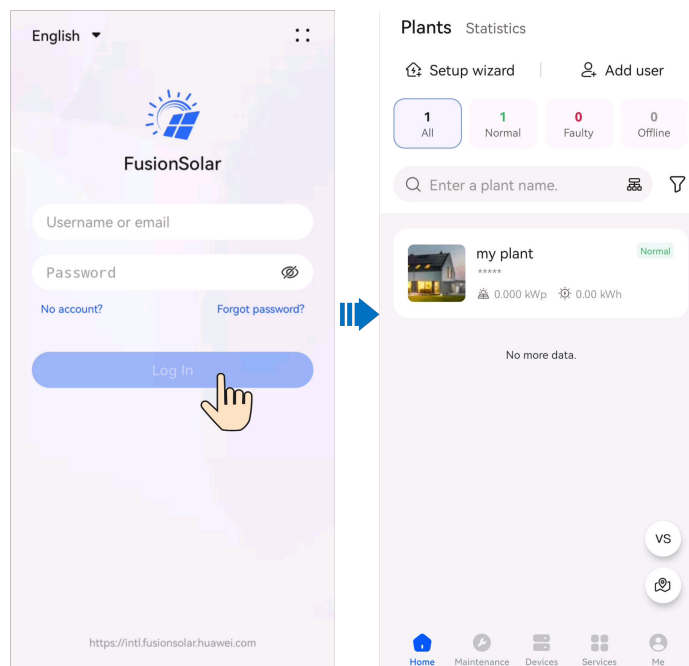 English
FusionSolar
Username or email
Password
No account? Forgot password?
Log In
https://intl.fusionsolar.huawei.com
Plants Statistics
Setup wizard Add user
1 1 0 0
All Normal Faulty Offline
Enter a plant name.
my plant Normal
*****
0.000 kWp 0.00 kWh
No more data.
VS
Home Maintenance Devices Services Me